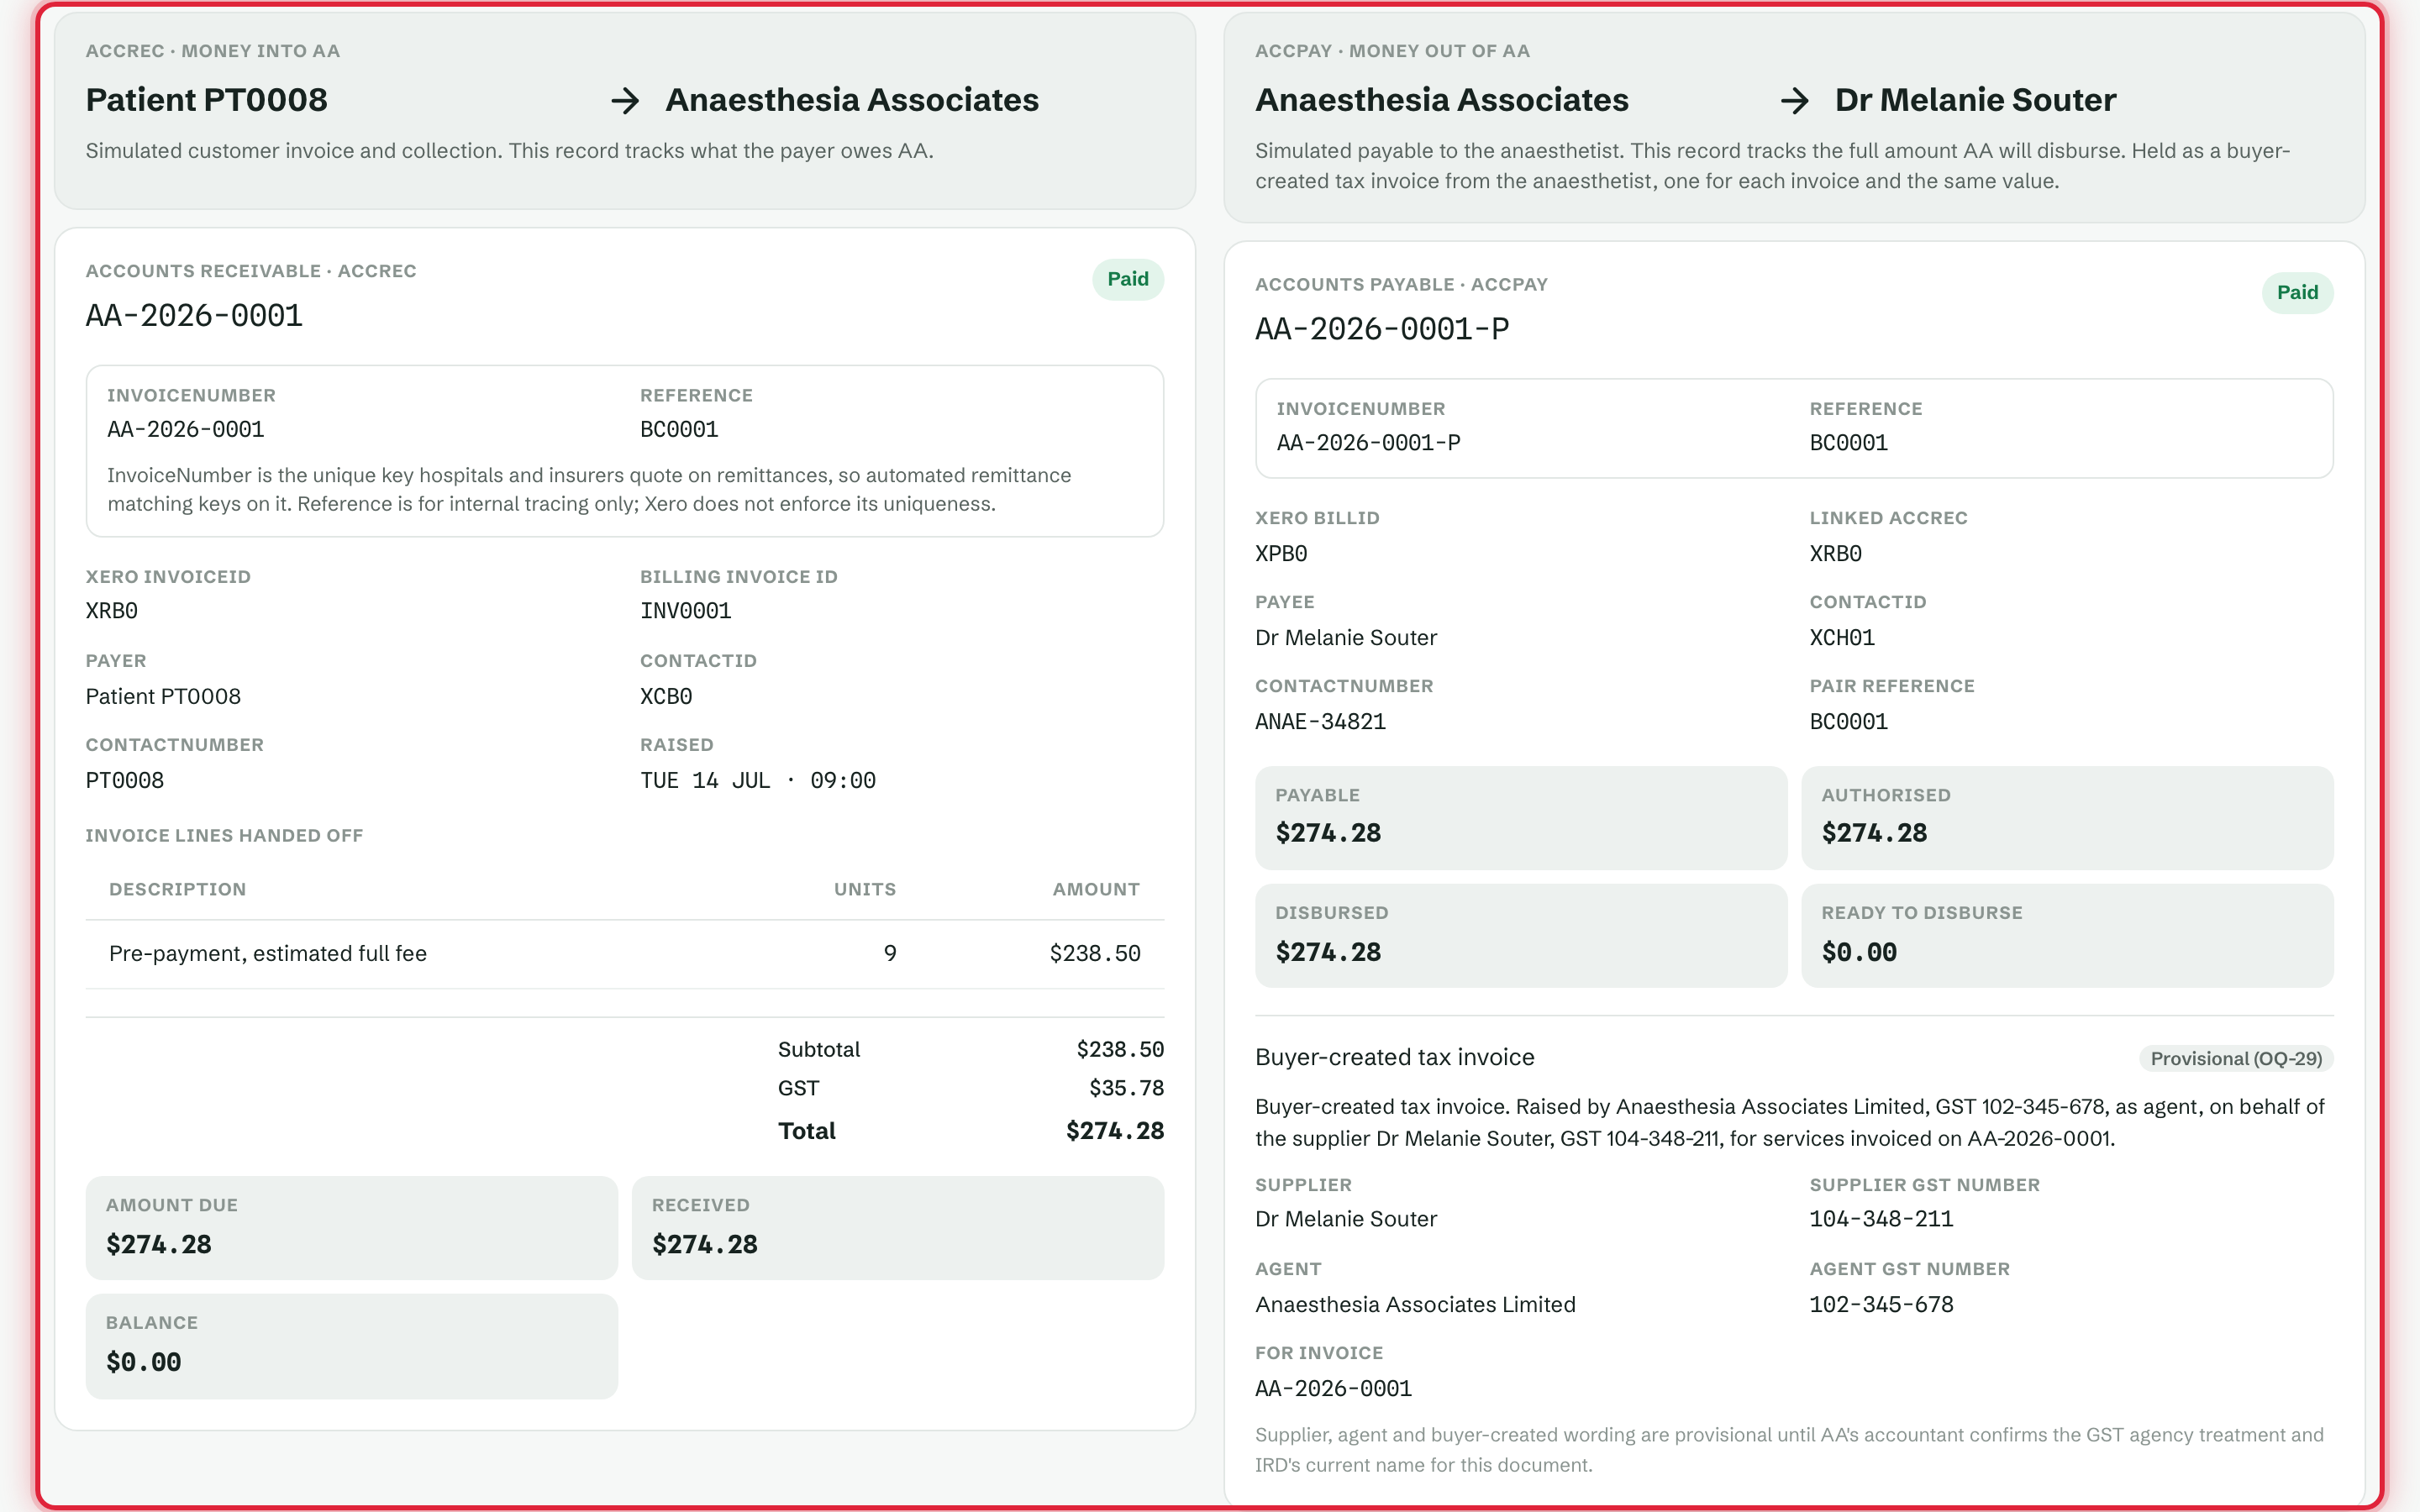 ACCREC · MONEY INTO AA
Patient PT0008 → Anaesthesia Associates
Simulated customer invoice and collection. This record tracks what the payer owes AA.
ACCOUNTS RECEIVABLE · ACCREC
Paid
AA-2026-0001
INVOICENUMBER REFERENCE
AA-2026-0001 BC0001
InvoiceNumber is the unique key hospitals and insurers quote on remittances, so automated remittance
matching keys on it. Reference is for internal tracing only; Xero does not enforce its uniqueness.
XERO INVOICEID BILLING INVOICE ID
XRB0 INV0001
PAYER CONTACTID
Patient PT0008 XCB0
CONTACTNUMBER RAISED
PT0008 TUE 14 JUL · 09:00
INVOICE LINES HANDED OFF
DESCRIPTION UNITS AMOUNT
Pre-payment, estimated full fee 9 $238.50
Subtotal $238.50
GST $35.78
Total $274.28
AMOUNT DUE RECEIVED
$274.28 $274.28
BALANCE
$0.00
ACCPAY · MONEY OUT OF AA
Anaesthesia Associates → Dr Melanie Souter
Simulated payable to the anaesthetist. This record tracks the full amount AA will disburse. Held as a buyer-
created tax invoice from the anaesthetist, one for each invoice and the same value.
ACCOUNTS PAYABLE · ACCPAY
Paid
AA-2026-0001-P
INVOICENUMBER REFERENCE
AA-2026-0001-P BC0001
XERO BILLID LINKED ACCREC
XPB0 XRB0
PAYEE CONTACTID
Dr Melanie Souter XCH01
CONTACTNUMBER PAIR REFERENCE
ANAE-34821 BC0001
PAYABLE AUTHORISED
$274.28 $274.28
DISBURSED READY TO DISBURSE
$274.28 $0.00
Buyer-created tax invoice Provisional (OQ-29)
Buyer-created tax invoice. Raised by Anaesthesia Associates Limited, GST 102-345-678, as agent, on behalf of
the supplier Dr Melanie Souter, GST 104-348-211, for services invoiced on AA-2026-0001.
SUPPLIER SUPPLIER GST NUMBER
Dr Melanie Souter 104-348-211
AGENT AGENT GST NUMBER
Anaesthesia Associates Limited 102-345-678
FOR INVOICE
AA-2026-0001
Supplier, agent and buyer-created wording are provisional until AA's accountant confirms the GST agency treatment and
IRD's current name for this document.